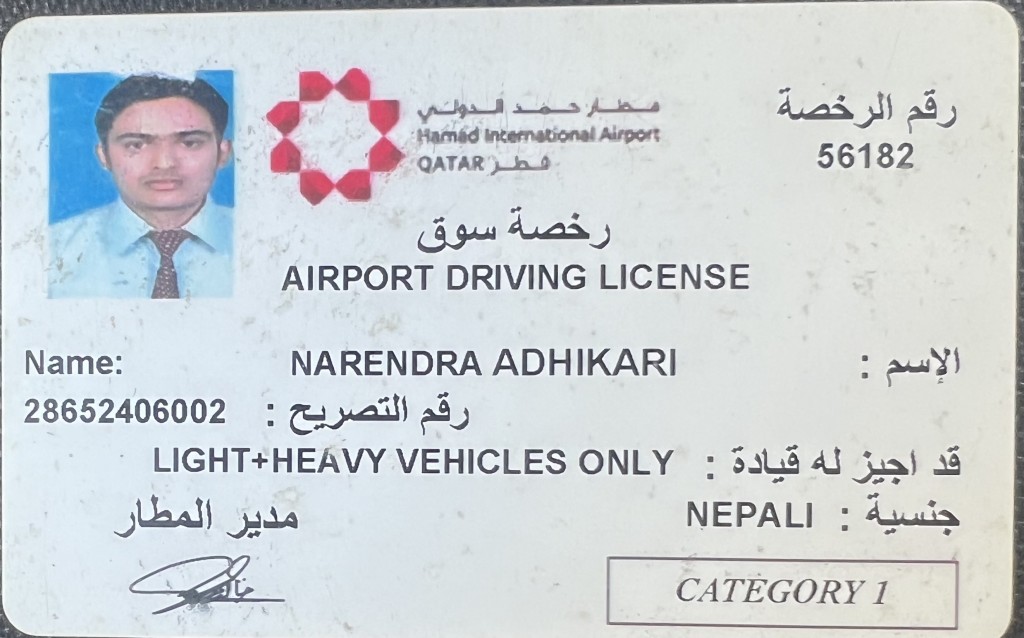 مطار حمد الدولي
Hamad International Airport
QATAR قطر
رقم الرخصة
56182
رخصة سوق
AIRPORT DRIVING LICENSE
Name: NARENDRA ADHIKARI الإسم :
28652406002 رقم التصريح :
LIGHT+HEAVY VEHICLES ONLY قد اجيز له قيادة :
NEPALI جنسية :
مدير المطار
CATEGORY 1